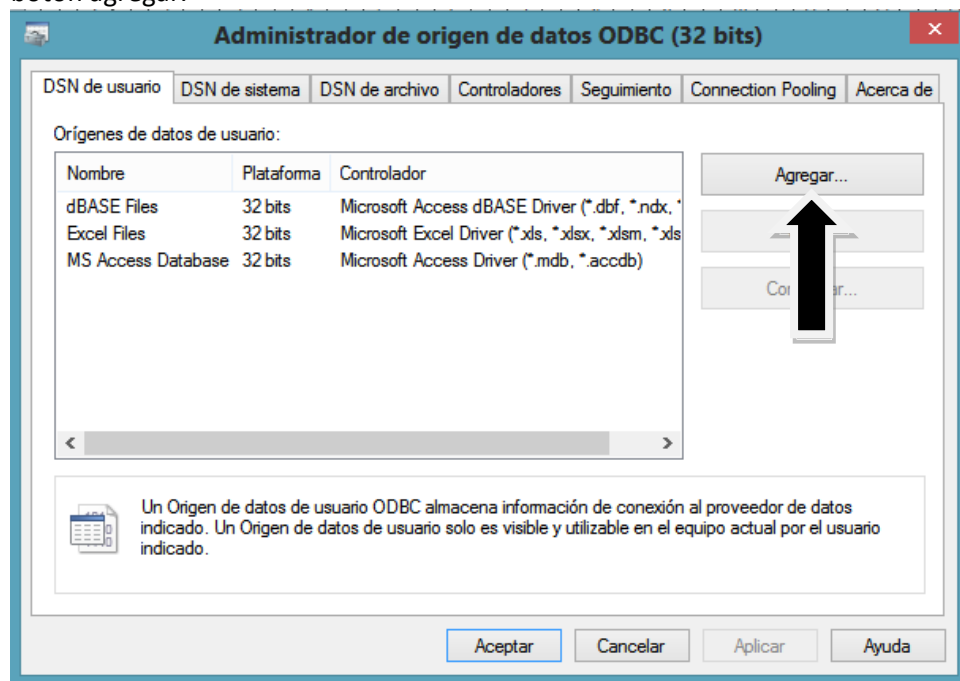 botón agregar.
Administrador de origen de datos ODBC (32 bits)
DSN de usuario DSN de sistema DSN de archivo Controladores Seguimiento Connection Pooling Acerca de
Orígenes de datos de usuario:
Nombre Plataforma Controlador
dBASE Files 32 bits Microsoft Access dBASE Driver (*.dbf, *.ndx, *
Excel Files 32 bits Microsoft Excel Driver (*.xls, *.xlsx, *.xlsm, *.xls
MS Access Database 32 bits Microsoft Access Driver (*.mdb, *.accdb)
Agregar...
Un Origen de datos de usuario ODBC almacena información de conexión al proveedor de datos
indicado. Un Origen de datos de usuario solo es visible y utilizable en el equipo actual por el usuario
indicado.
Aceptar Cancelar Aplicar Ayuda